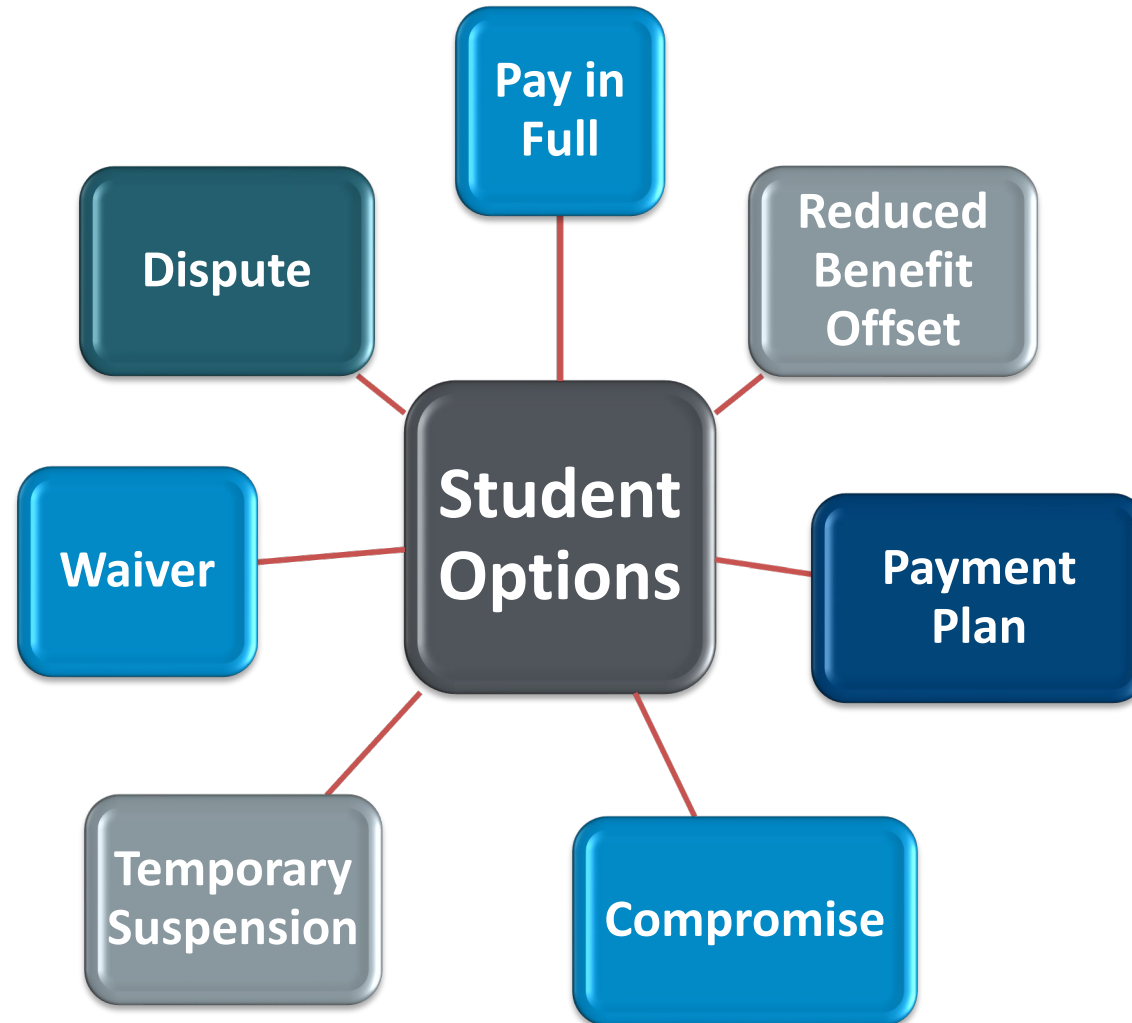 Pay in
Full
Reduced
Benefit
Offset
Dispute
Student
Options
Waiver
Payment
Plan
Temporary
Suspension
Compromise